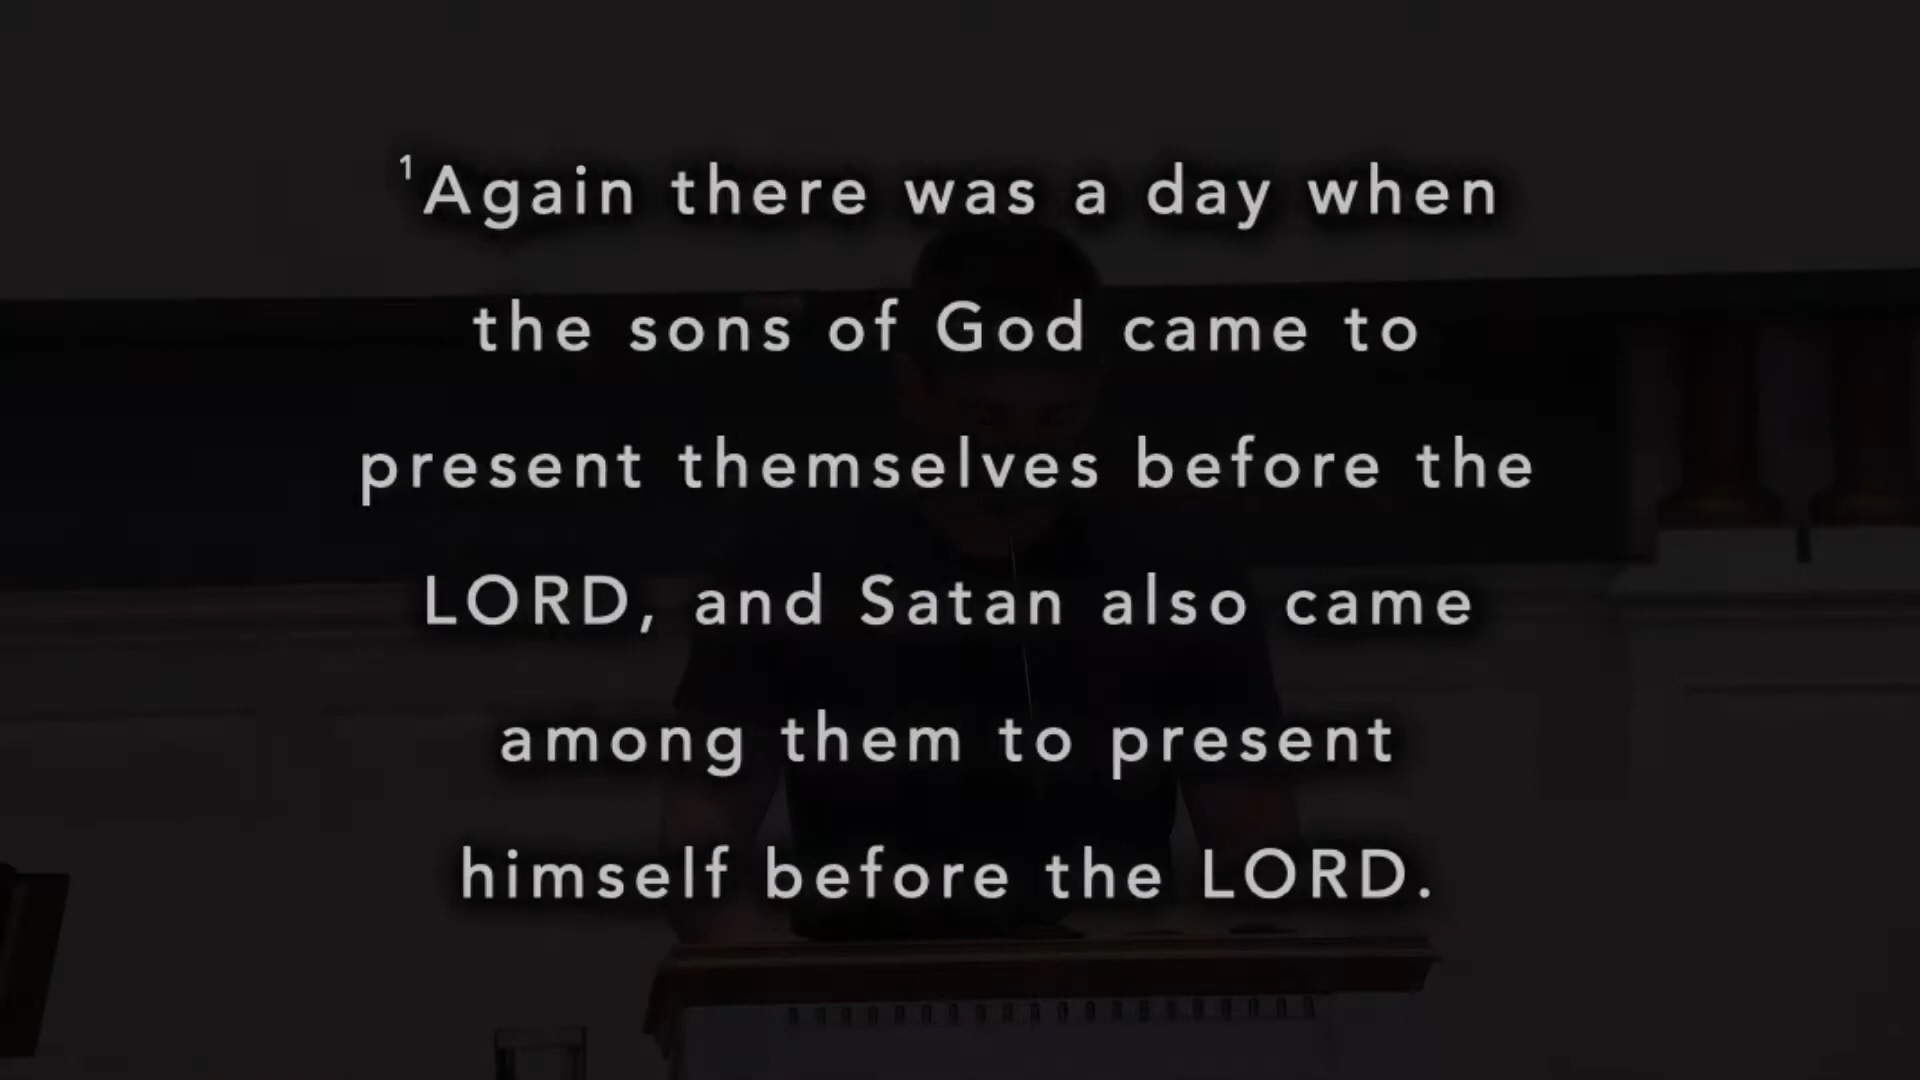 ¹Again there was a day when
the sons of God came to
present themselves before the
LORD, and Satan also came
among them to present
himself before the LORD.